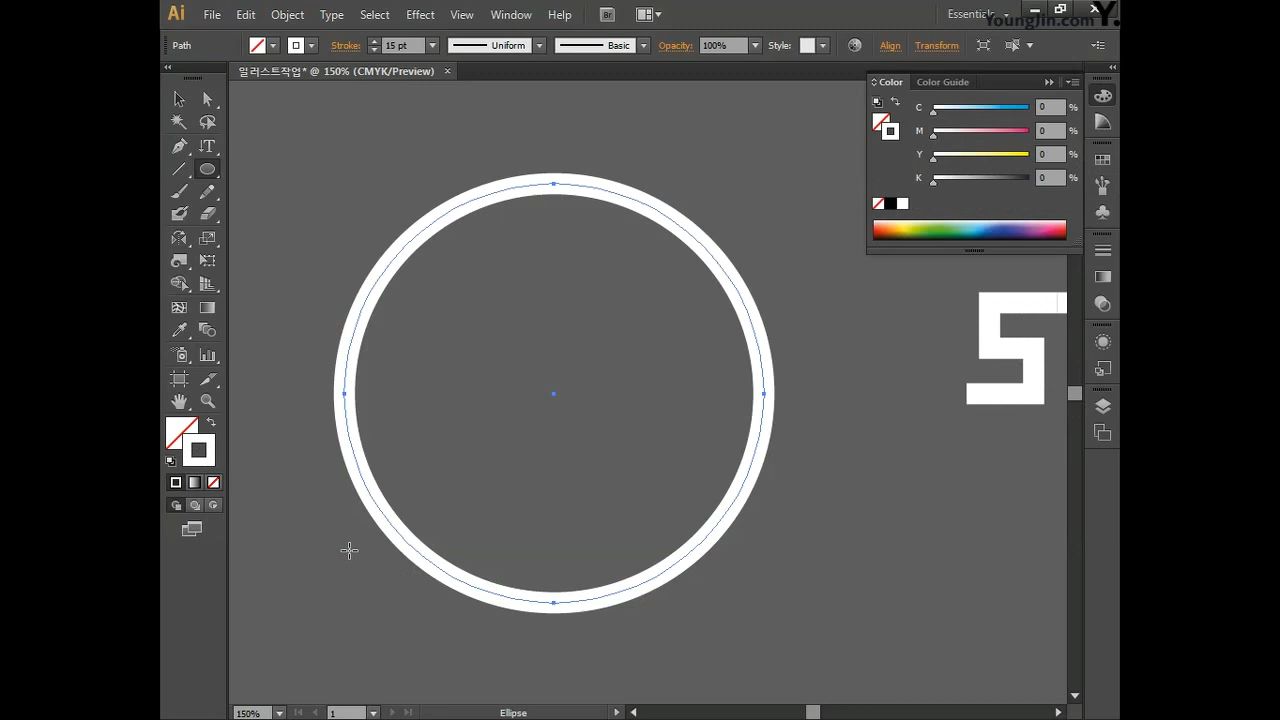 Ai File Edit Object Type Select Effect View Window Help Br Essentials
YoungJin.com Y.
Path Stroke: 15 pt Uniform Basic Opacity: 100% Style: Align Transform
일러스트작업* @ 150% (CMYK/Preview) ×
Color Color Guide
C 0 %
M 0 %
Y 0 %
K 0 %
T
S
150% 1 Ellipse